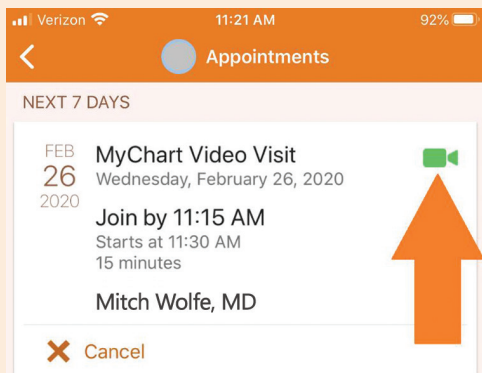 Verizon 11:21 AM 92%
Appointments
NEXT 7 DAYS
FEB
26
2020
MyChart Video Visit
Wednesday, February 26, 2020
Join by 11:15 AM
Starts at 11:30 AM
15 minutes
Mitch Wolfe, MD
Cancel